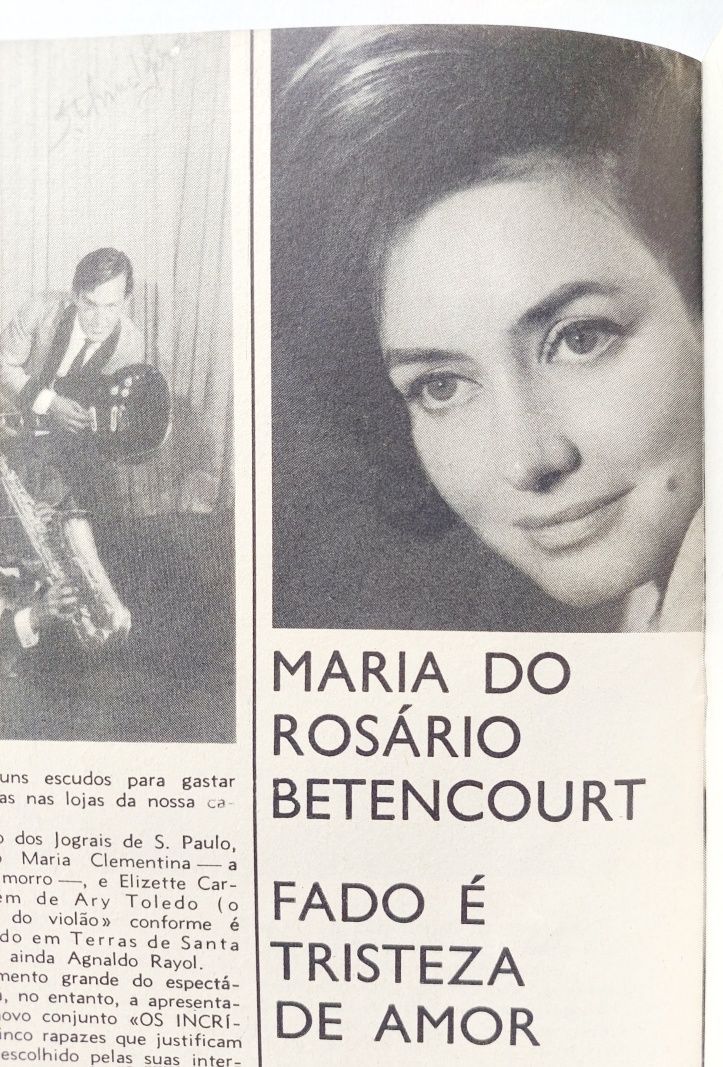 uns escudos para gastar
as nas lojas da nossa ca-
o dos Jograis de S. Paulo,
o Maria Clementina — a
morro —, e Elizette Car-
em de Ary Toledo (o
do violão» conforme é
do em Terras de Santa
ainda Agnaldo Rayol.
mento grande do espectá-
, no entanto, a apresenta-
ovo conjunto «OS INCRÍ-
inco rapazes que justificam
escolhido pelas suas inter-
MARIA DO
ROSÁRIO
BETENCOURT
FADO É
TRISTEZA
DE AMOR